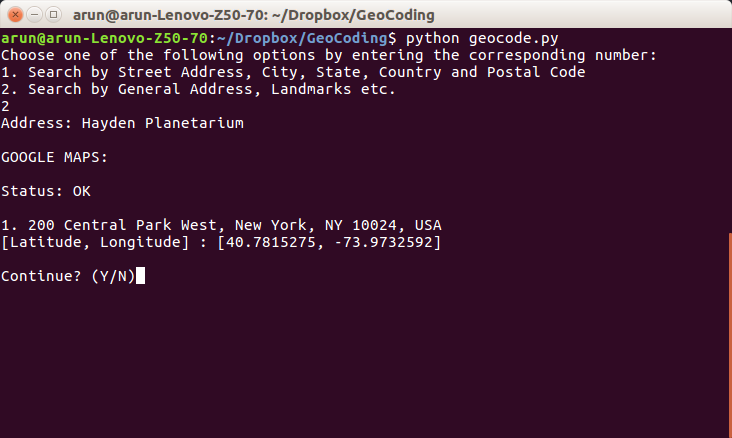 arun@arun-Lenovo-Z50-70: ~/Dropbox/GeoCoding
arun@arun-Lenovo-Z50-70:~/Dropbox/GeoCoding$ python geocode.py
Choose one of the following options by entering the corresponding number:
1. Search by Street Address, City, State, Country and Postal Code
2. Search by General Address, Landmarks etc.
2
Address: Hayden Planetarium
GOOGLE MAPS:
Status: OK
1. 200 Central Park West, New York, NY 10024, USA
[Latitude, Longitude] : [40.7815275, -73.9732592]
Continue? (Y/N)